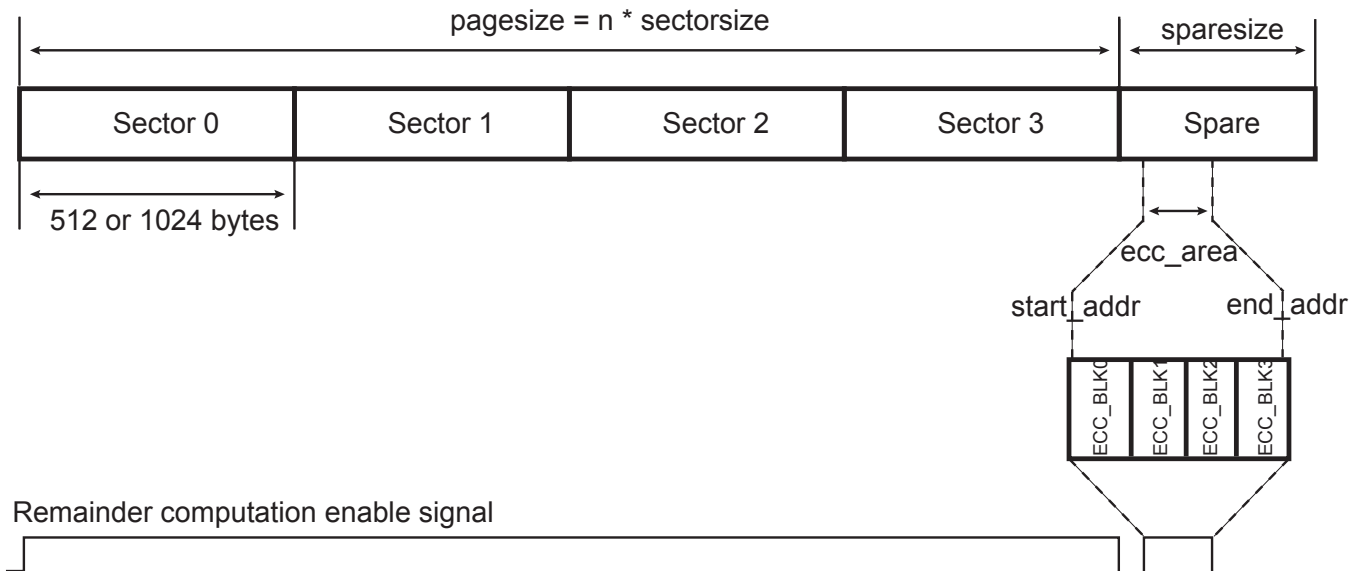 pagesize = n * sectorsize
sparesize
Sector 0
Sector 1
Sector 2
Sector 3
Spare
512 or 1024 bytes
ecc_area
start_addr
end_addr
ECC_BLK0
ECC_BLK1
ECC_BLK2
ECC_BLK3
Remainder computation enable signal